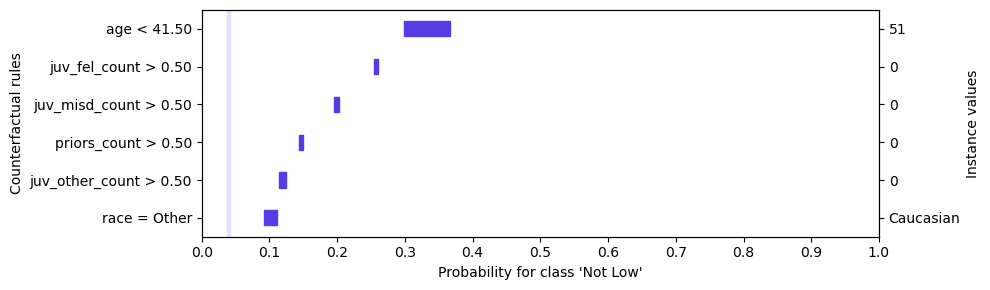 Counterfactual rules
age < 41.50
juv_fel_count > 0.50
juv_misd_count > 0.50
priors_count > 0.50
juv_other_count > 0.50
race = Other
51
0
0
0
0
Caucasian
Instance values
0.0 0.1 0.2 0.3 0.4 0.5 0.6 0.7 0.8 0.9 1.0
Probability for class 'Not Low'